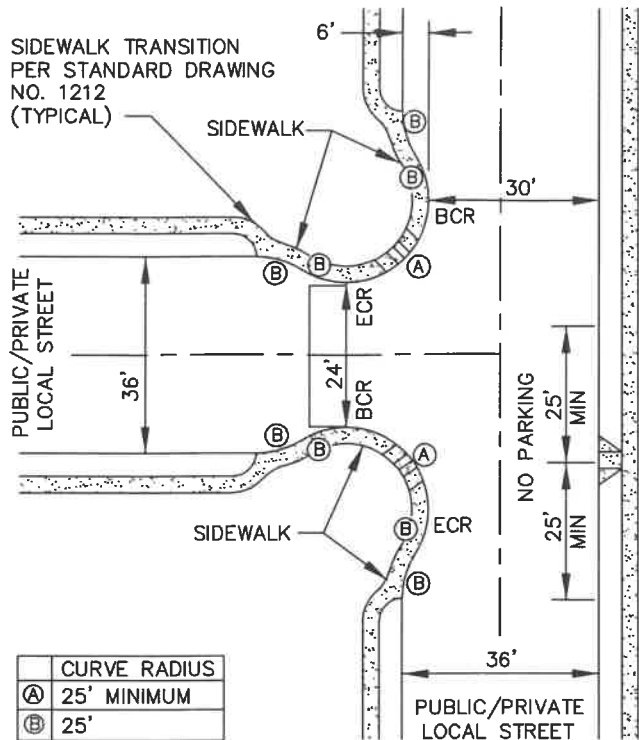 SIDEWALK TRANSITION
PER STANDARD DRAWING
NO. 1212
(TYPICAL)
6'
SIDEWALK
B
B
30'
BCR
A
B
B
ECR
PUBLIC/PRIVATE
LOCAL STREET
36'
24'
BCR
NO PARKING
25'
MIN
25'
MIN
B
B
A
SIDEWALK
B
ECR
B
36'
PUBLIC/PRIVATE
LOCAL STREET
CURVE RADIUS
A 25' MINIMUM
B 25'